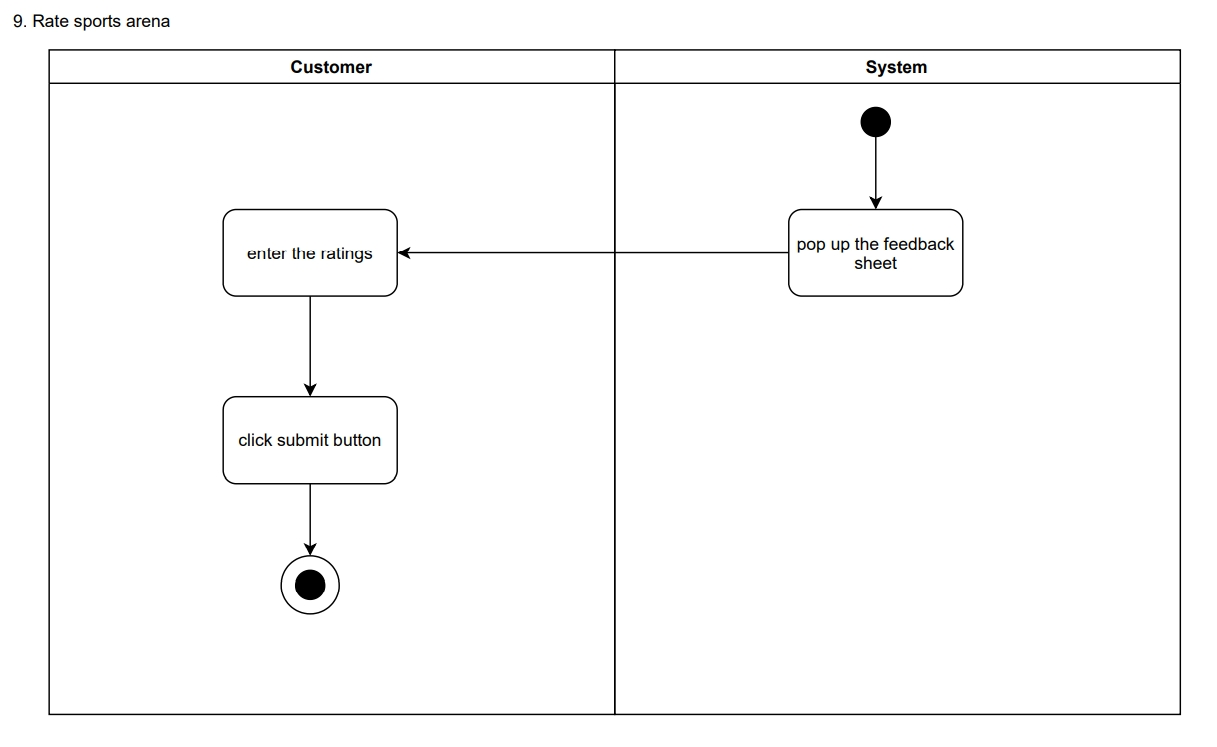 9. Rate sports arena
Customer
System
enter the ratings
pop up the feedback
sheet
click submit button